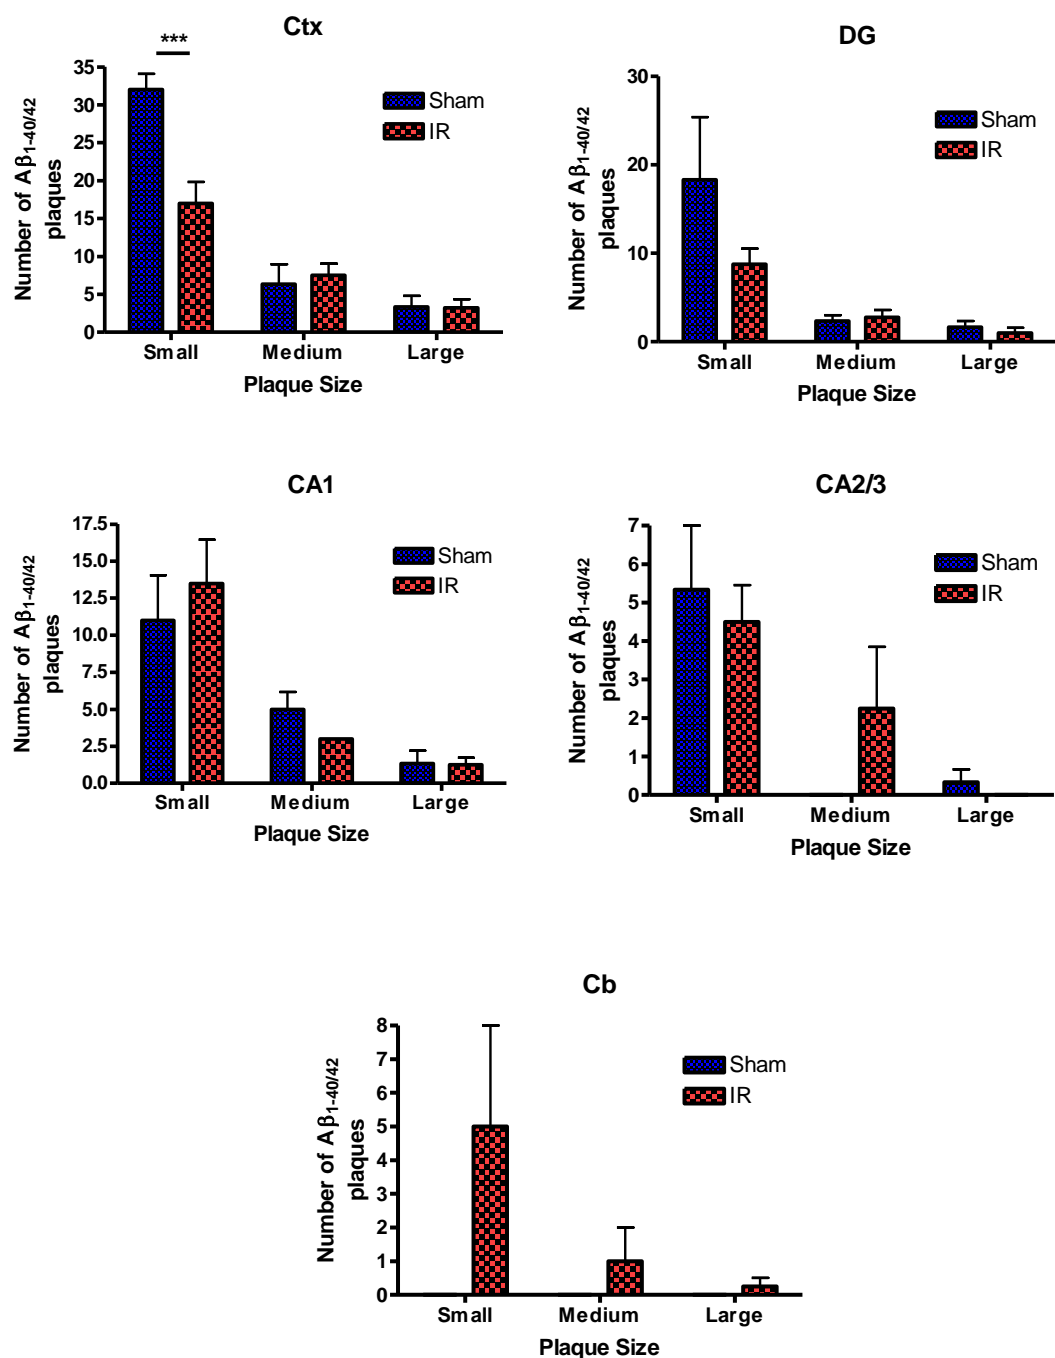 Ctx
***
Number of Aβ1-40/42
plaques
35
30
25
20
15
10
5
0
Sham
IR
Small Medium Large
Plaque Size
DG
Number of Aβ1-40/42
plaques
30
20
10
0
Sham
IR
Small Medium Large
Plaque Size
CA1
Number of Aβ1-40/42
plaques
17.5
15.0
12.5
10.0
7.5
5.0
2.5
0.0
Sham
IR
Small Medium Large
Plaque Size
CA2/3
Number of Aβ1-40/42
plaques
7
6
5
4
3
2
1
0
Sham
IR
Small Medium Large
Plaque Size
Cb
Number of Aβ1-40/42
plaques
8
7
6
5
4
3
2
1
0
Sham
IR
Small Medium Large
Plaque Size